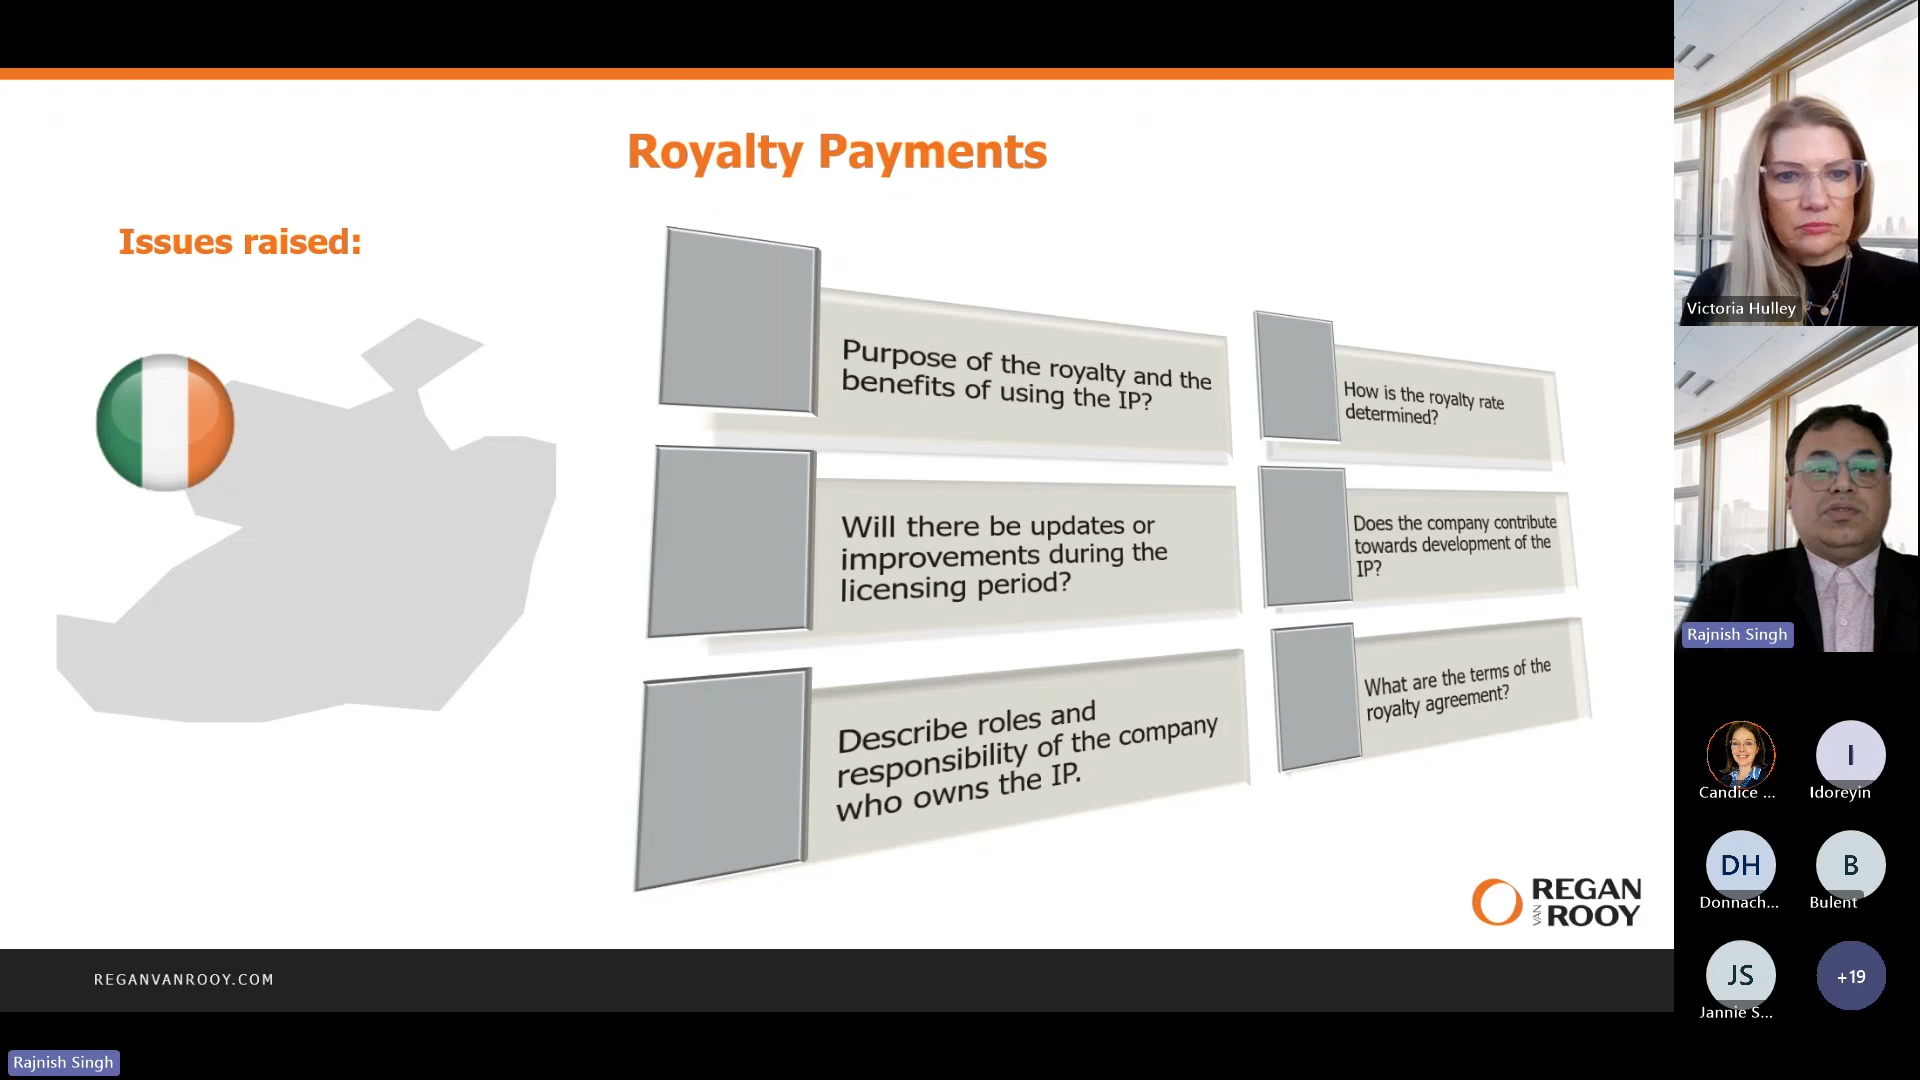 Royalty Payments
Issues raised:
Purpose of the royalty and the
benefits of using the IP?
Will there be updates or
improvements during the
licensing period?
Describe roles and
responsibility of the company
who owns the IP.
How is the royalty rate
determined?
Does the company contribute
towards development of the
IP?
What are the terms of the
royalty agreement?
REGAN
VAN
ROOY
REGANVANROOY.COM
Rajnish Singh
Victoria Hulley
Rajnish Singh
Candice ...
I
Idoreyin
DH
Donnach...
B
Bulent
JS
Jannie S...
+19